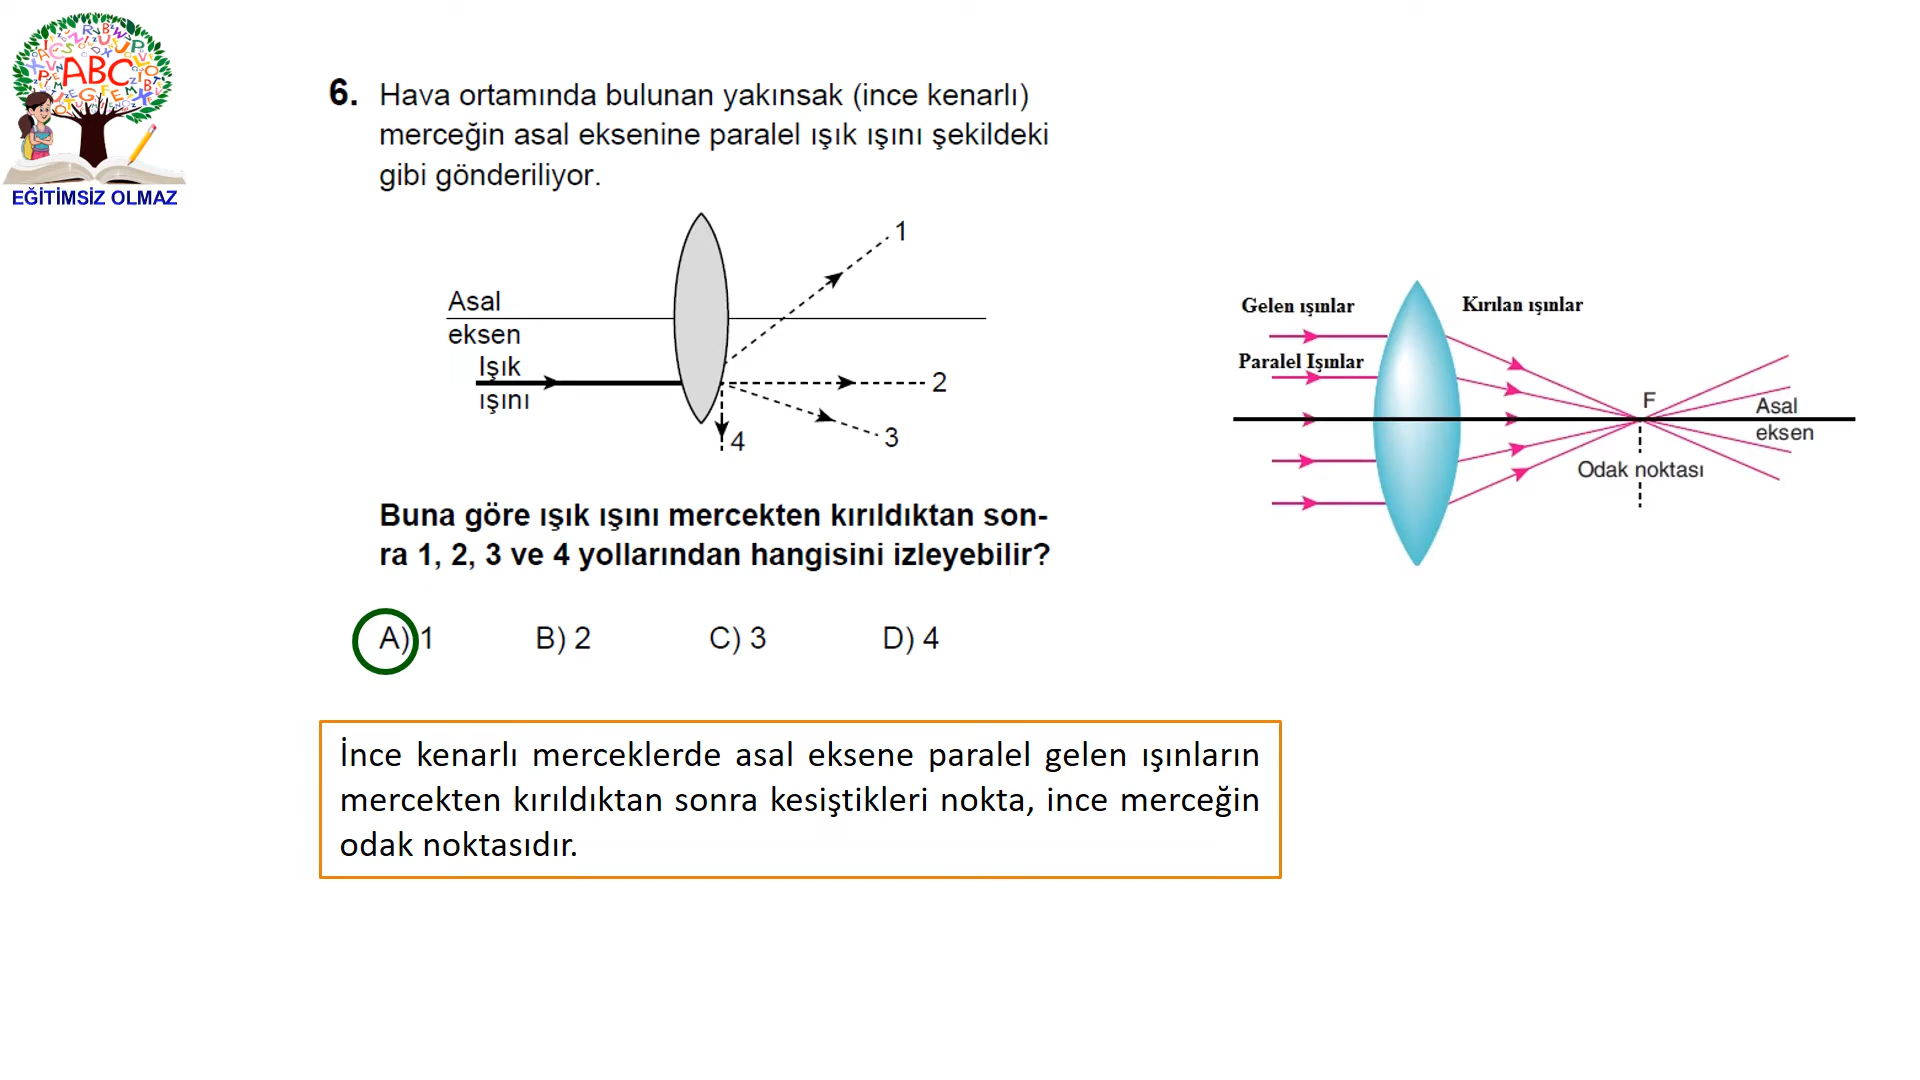 ABC
EĞİTİMSİZ OLMAZ
6. Hava ortamında bulunan yakınsak (ince kenarlı)
merceğin asal eksenine paralel ışık ışını şekildeki
gibi gönderiliyor.
1
Asal
eksen
Işık
ışını
2
3
4
Buna göre ışık ışını mercekten kırıldıktan son-
ra 1, 2, 3 ve 4 yollarından hangisini izleyebilir?
A) 1 B) 2 C) 3 D) 4
Gelen ışınlar
Kırılan ışınlar
Paralel Işınlar
F
Asal
eksen
Odak noktası
İnce kenarlı merceklerde asal eksene paralel gelen ışınların
mercekten kırıldıktan sonra kesiştikleri nokta, ince merceğin
odak noktasıdır.